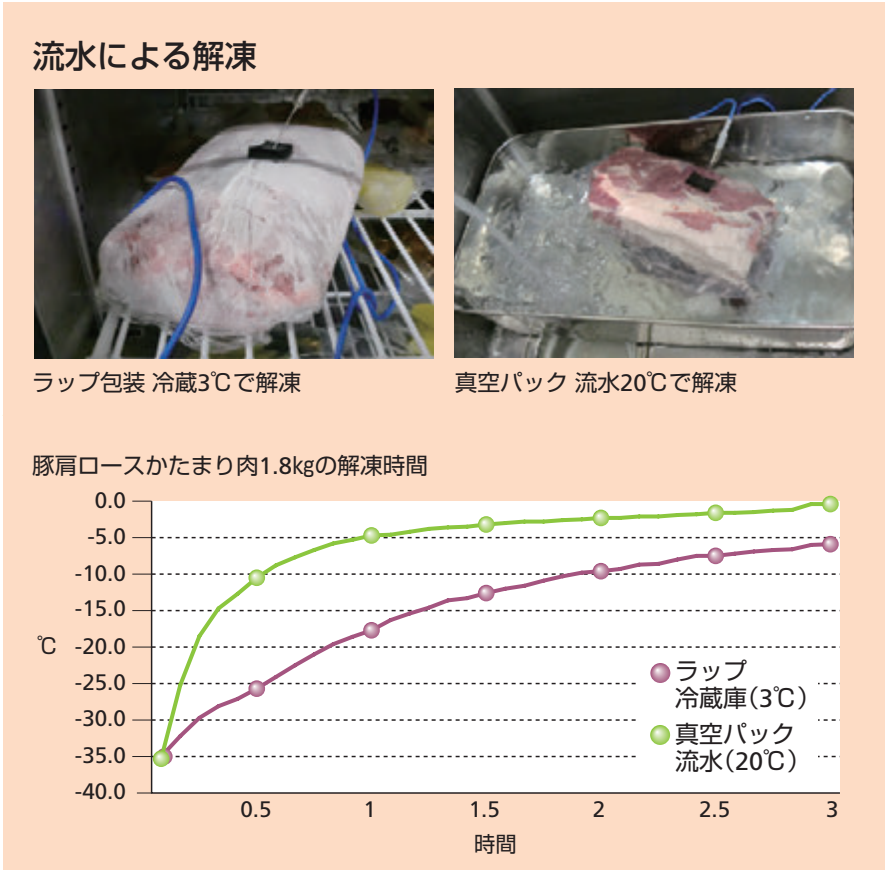 流水による解凍
ラップ包装 冷蔵3℃で解凍
真空パック 流水20℃で解凍
豚肩ロースかたまり肉1.8kgの解凍時間
0.0
-5.0
-10.0
-15.0
℃
-20.0
-25.0
-30.0
-35.0
-40.0
ラップ
冷蔵庫(3℃)
真空パック
流水(20℃)
0.5
1
1.5
2
2.5
3
時間